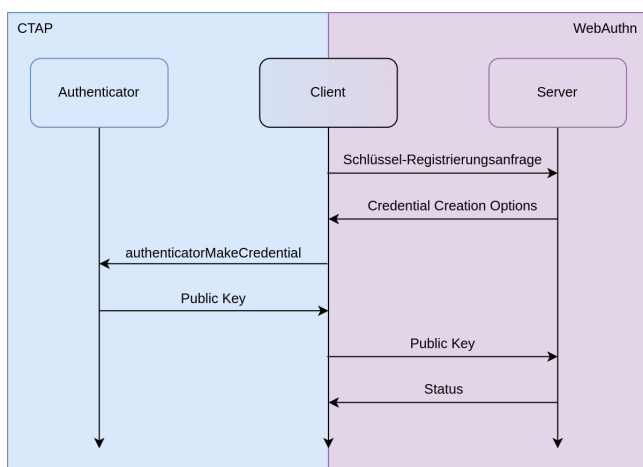 CTAP
WebAuthn
Authenticator
Client
Server
Schlüssel-Registrierungsanfrage
Credential Creation Options
authenticatorMakeCredential
Public Key
Public Key
Status